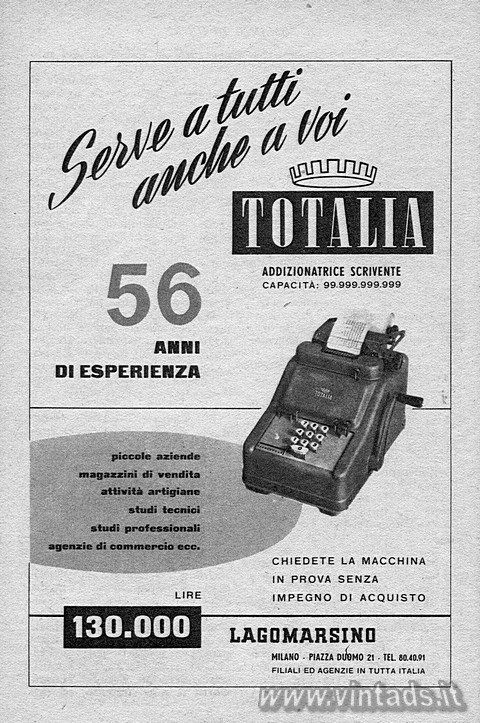 Serve a tutti
anche a voi
TOTALIA
ADDIZIONATRICE SCRIVENTE
CAPACITÀ: 99.999.999.999
56
ANNI
DI ESPERIENZA
TOTALIA
piccole aziende
magazzini di vendita
attività artigiane
studi tecnici
studi professionali
agenzie di commercio ecc.
CHIEDETE LA MACCHINA
IN PROVA SENZA
IMPEGNO DI ACQUISTO
LIRE
130.000
LAGOMARSINO
MILANO - PIAZZA DUOMO 21 - TEL. 80.40.91
FILIALI ED AGENZIE IN TUTTA ITALIA
www.vintads.it